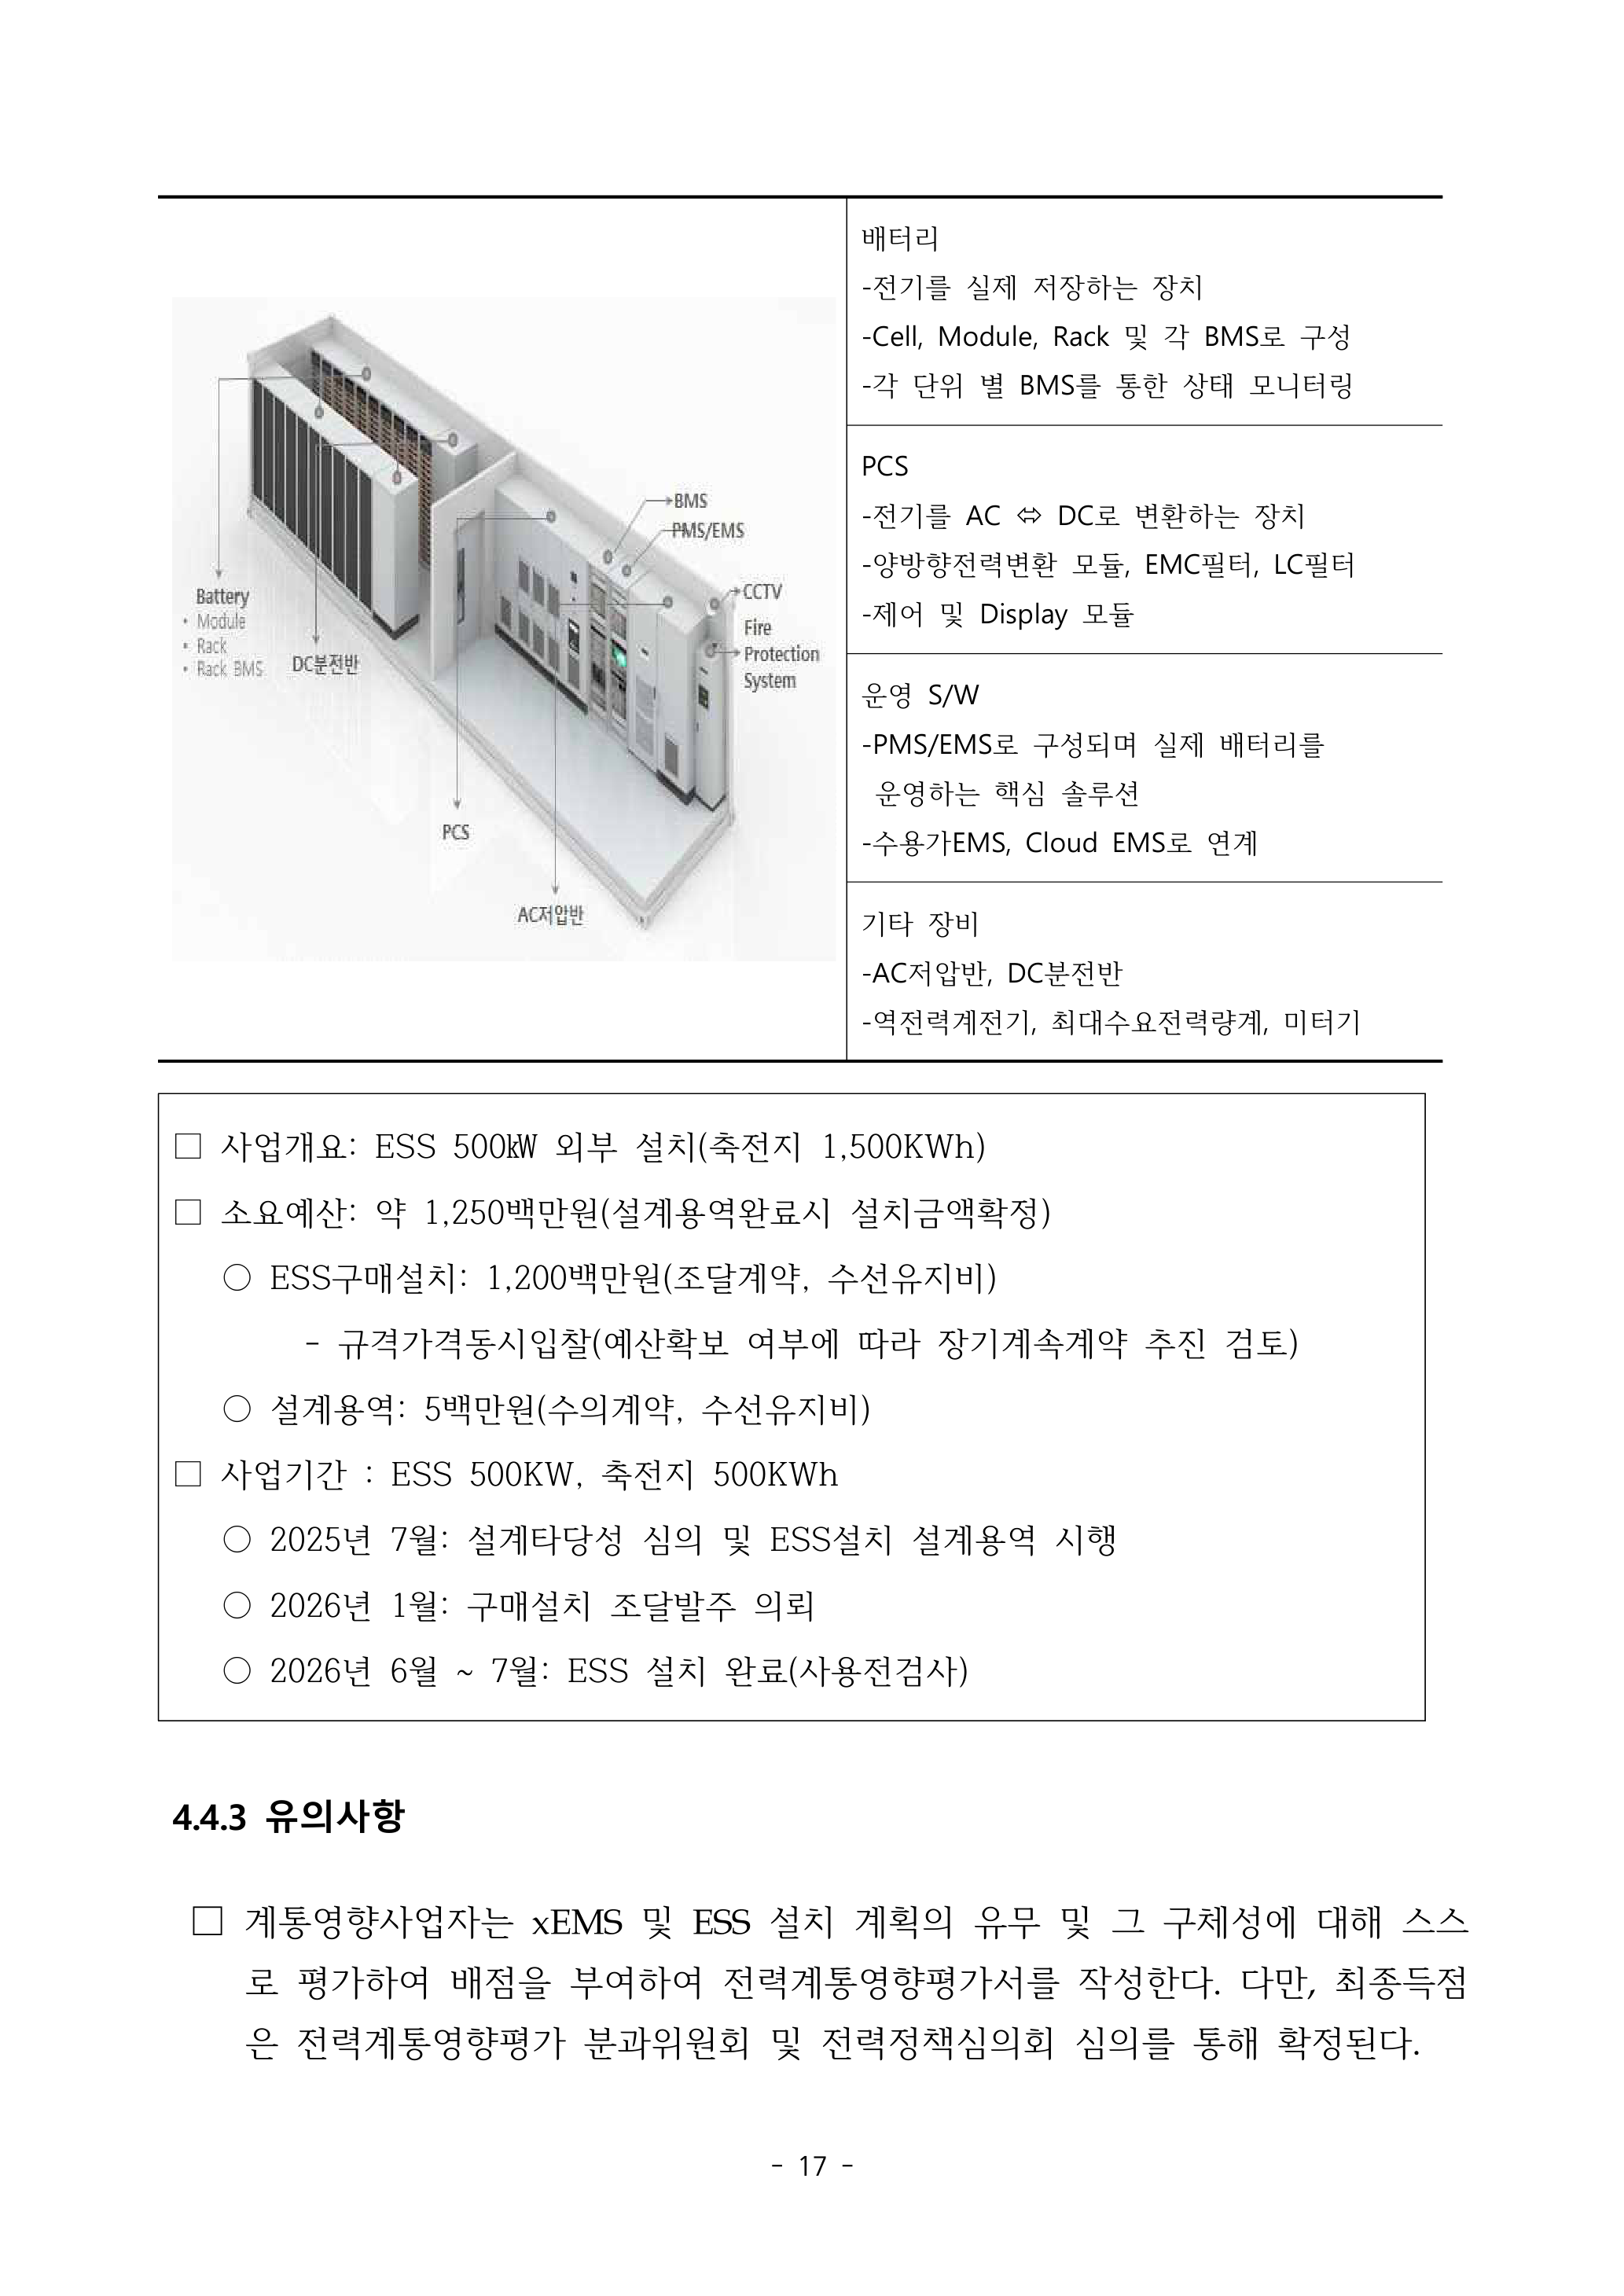 BMS
PMS/EMS
CCTV
Fire
Protection
System
Battery
• Module
• Rack
• Rack BMS
DC분전반
PCS
AC저압반
배터리
-전기를 실제 저장하는 장치
-Cell, Module, Rack 및 각 BMS로 구성
-각 단위 별 BMS를 통한 상태 모니터링
PCS
-전기를 AC ⇔ DC로 변환하는 장치
-양방향전력변환 모듈, EMC필터, LC필터
-제어 및 Display 모듈
운영 S/W
-PMS/EMS로 구성되며 실제 배터리를
운영하는 핵심 솔루션
-수용가EMS, Cloud EMS로 연계
기타 장비
-AC저압반, DC분전반
-역전력계전기, 최대수요전력량계, 미터기
□ 사업개요: ESS 500㎾ 외부 설치(축전지 1,500KWh)
□ 소요예산: 약 1,250백만원(설계용역완료시 설치금액확정)
○ ESS구매설치: 1,200백만원(조달계약, 수선유지비)
- 규격가격동시입찰(예산확보 여부에 따라 장기계속계약 추진 검토)
○ 설계용역: 5백만원(수의계약, 수선유지비)
□ 사업기간 : ESS 500KW, 축전지 500KWh
○ 2025년 7월: 설계타당성 심의 및 ESS설치 설계용역 시행
○ 2026년 1월: 구매설치 조달발주 의뢰
○ 2026년 6월 ~ 7월: ESS 설치 완료(사용전검사)
4.4.3 유의사항
□ 계통영향사업자는 xEMS 및 ESS 설치 계획의 유무 및 그 구체성에 대해 스스
로 평가하여 배점을 부여하여 전력계통영향평가서를 작성한다. 다만, 최종득점
은 전력계통영향평가 분과위원회 및 전력정책심의회 심의를 통해 확정된다.
- 17 -